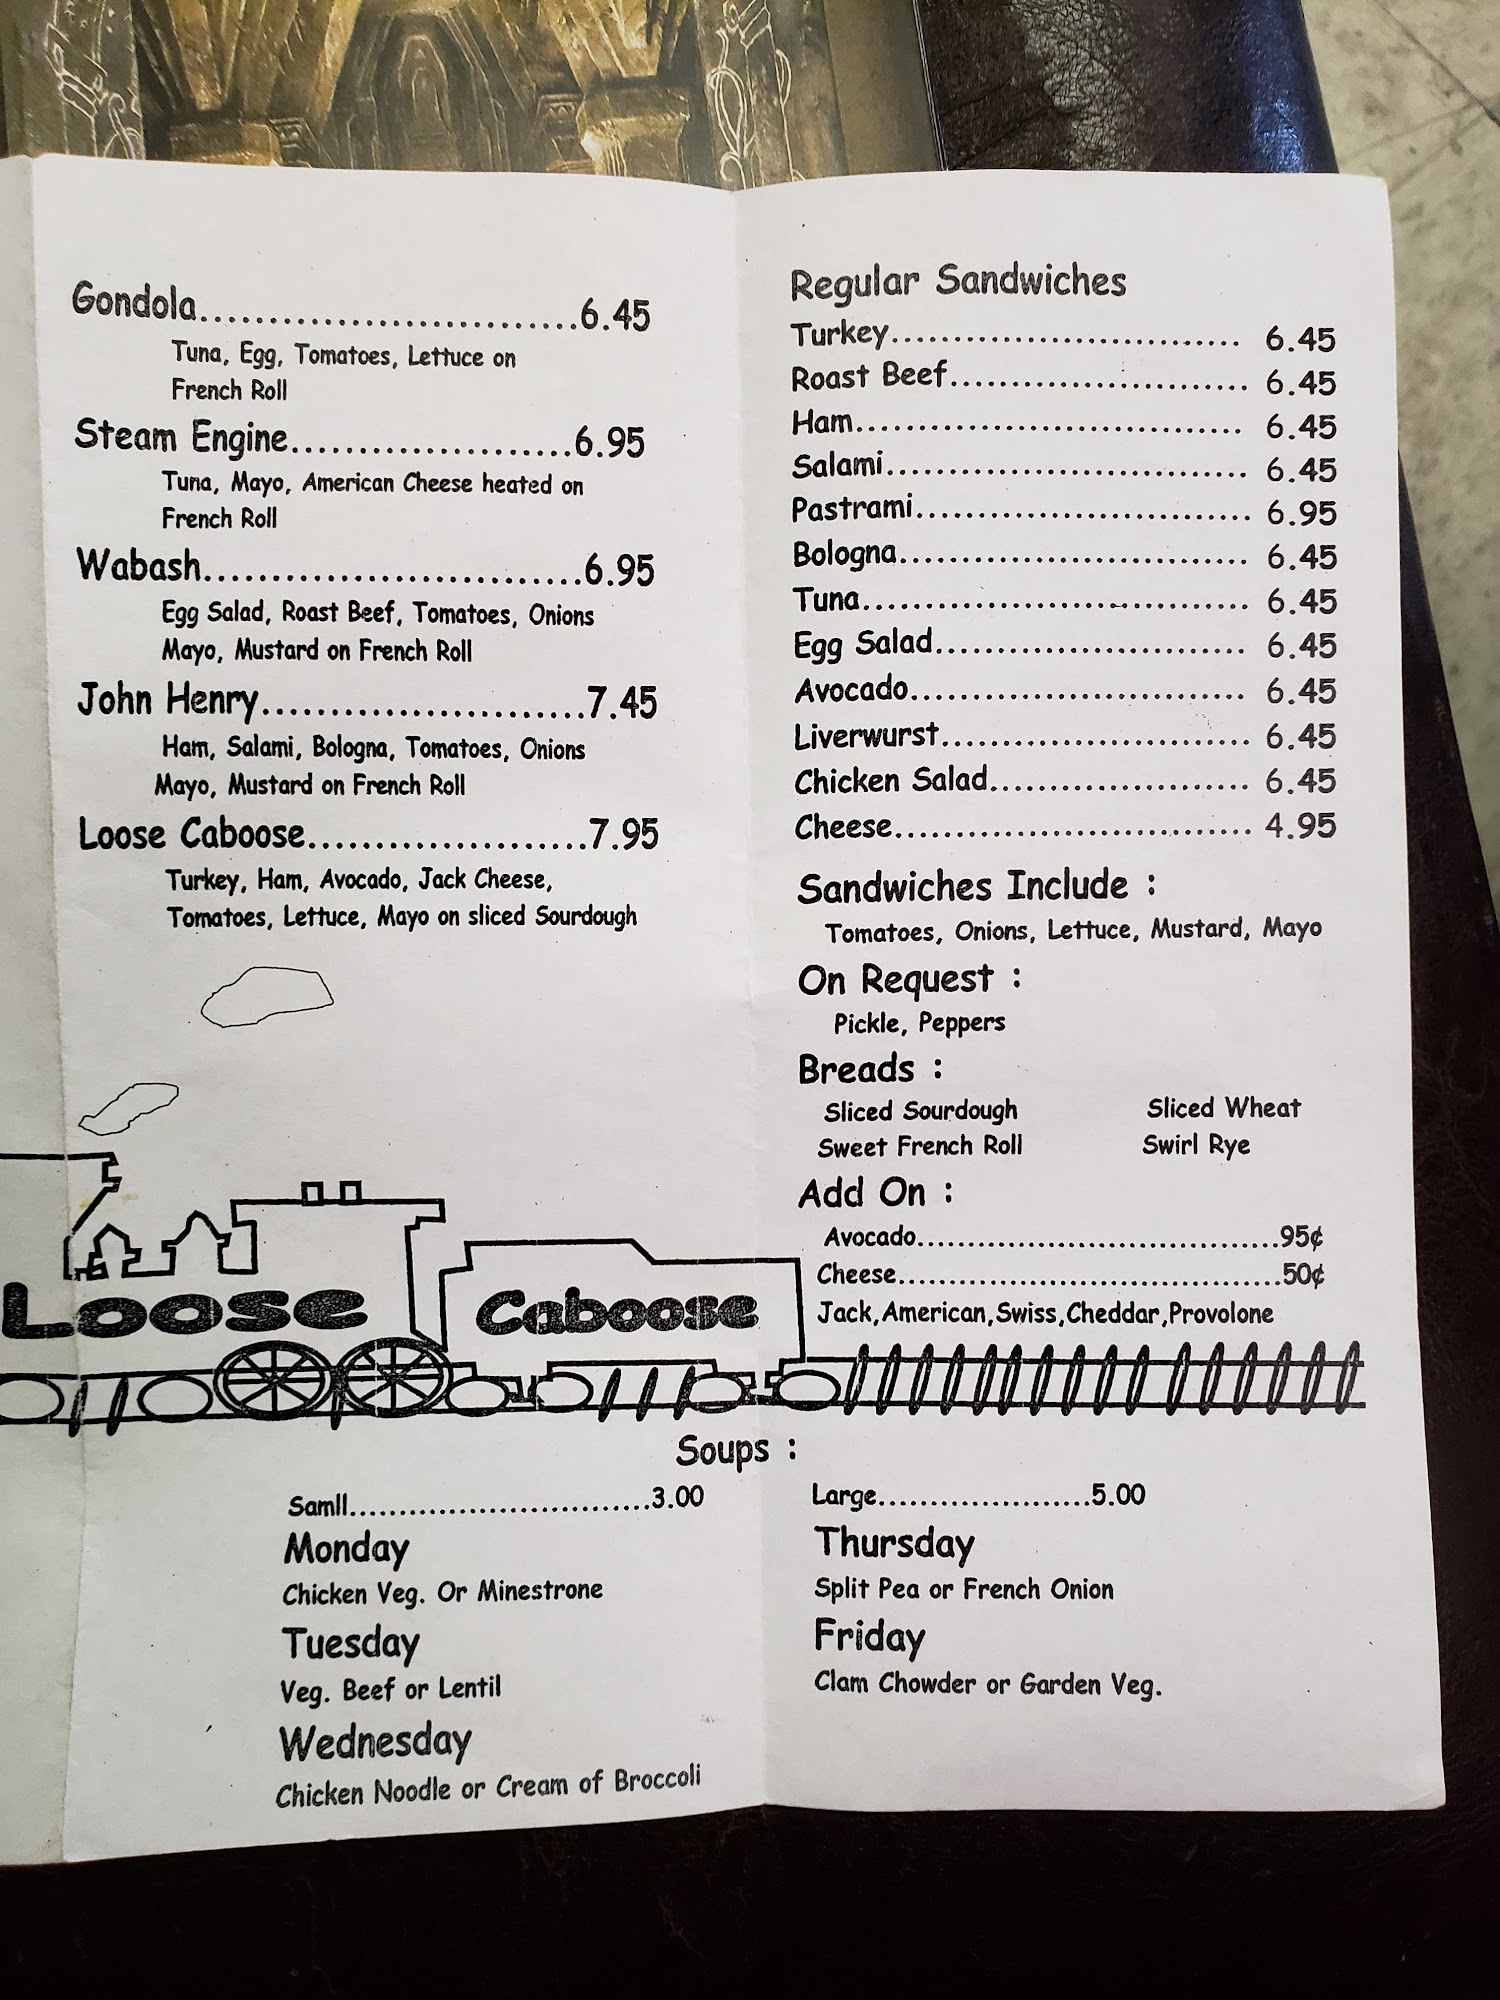 Gondola............................6.45
Tuna, Egg, Tomatoes, Lettuce on
French Roll
Steam Engine.....................6.95
Tuna, Mayo, American Cheese heated on
French Roll
Wabash............................6.95
Egg Salad, Roast Beef, Tomatoes, Onions
Mayo, Mustard on French Roll
John Henry........................7.45
Ham, Salami, Bologna, Tomatoes, Onions
Mayo, Mustard on French Roll
Loose Caboose.....................7.95
Turkey, Ham, Avocado, Jack Cheese,
Tomatoes, Lettuce, Mayo on sliced Sourdough
Regular Sandwiches
Turkey.............................. 6.45
Roast Beef......................... 6.45
Ham................................. 6.45
Salami.............................. 6.45
Pastrami............................ 6.95
Bologna............................. 6.45
Tuna................................ 6.45
Egg Salad.......................... 6.45
Avocado............................ 6.45
Liverwurst......................... 6.45
Chicken Salad...................... 6.45
Cheese.............................. 4.95
Sandwiches Include :
Tomatoes, Onions, Lettuce, Mustard, Mayo
On Request :
Pickle, Peppers
Breads :
Sliced Sourdough Sliced Wheat
Sweet French Roll Swirl Rye
Add On :
Avocado....................................95¢
Cheese......................................50¢
Jack,American,Swiss,Cheddar,Provolone
Loose Caboose
Soups :
Samll..............................3.00 Large.....................5.00
Monday
Chicken Veg. Or Minestrone
Tuesday
Veg. Beef or Lentil
Wednesday
Chicken Noodle or Cream of Broccoli
Thursday
Split Pea or French Onion
Friday
Clam Chowder or Garden Veg.